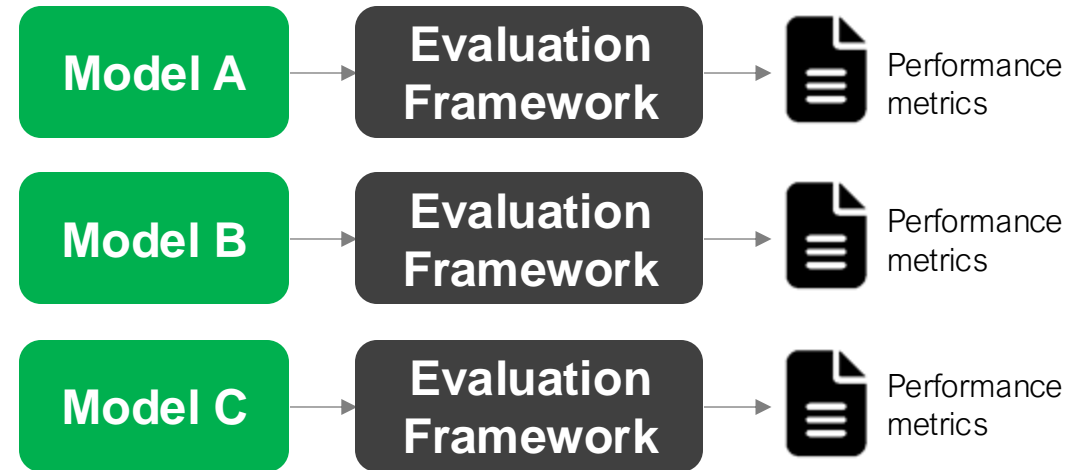 Model A
Evaluation
Framework
Performance
metrics
Model B
Evaluation
Framework
Performance
metrics
Model C
Evaluation
Framework
Performance
metrics